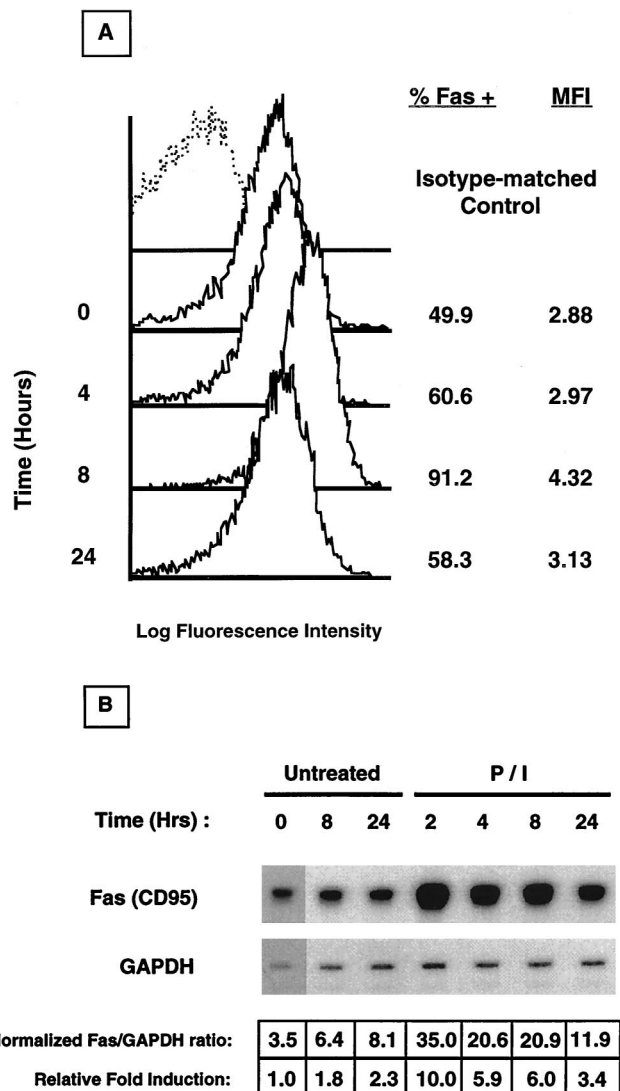 A
% Fas + MFI
Isotype-matched
Control
0 49.9 2.88
4 60.6 2.97
8 91.2 4.32
24 58.3 3.13
Time (Hours)
Log Fluorescence Intensity
B
Untreated P / I
Time (Hrs) : 0 8 24 2 4 8 24
Fas (CD95)
GAPDH
Normalized Fas/GAPDH ratio: 3.5 6.4 8.1 35.0 20.6 20.9 11.9
Relative Fold Induction: 1.0 1.8 2.3 10.0 5.9 6.0 3.4